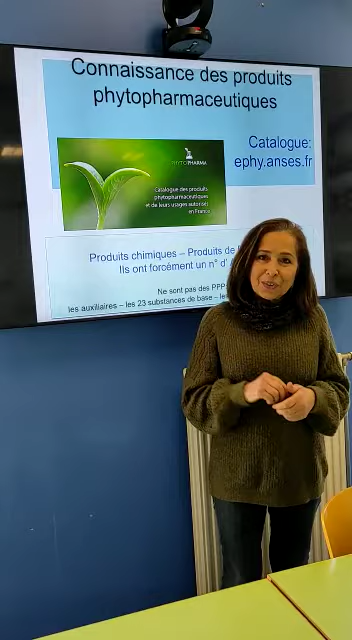 Connaissance des produits
phytopharmaceutiques
Catalogue:
ephy.anses.fr
PHYTOPHARMA
Catalogue des produits
phytopharmaceutiques
et de leurs usages autorisés
en France
Produits chimiques – Produits de
Ils ont forcément un n° d'
Ne sont pas des PPP
les auxiliaires – les 23 substances de base –